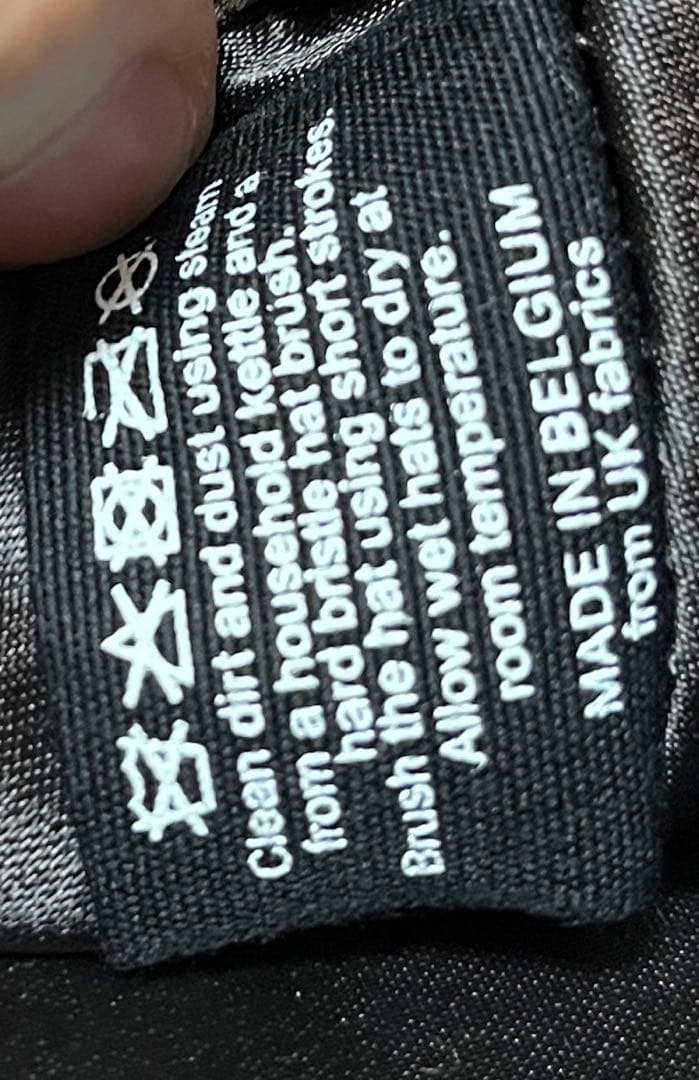 Clean dirt and dust using steam
from a household kettle and a
hard bristle hat brush.
Brush the hat using short strokes.
Allow wet hats to dry at
room temperature.
MADE IN BELGIUM
from UK fabrics